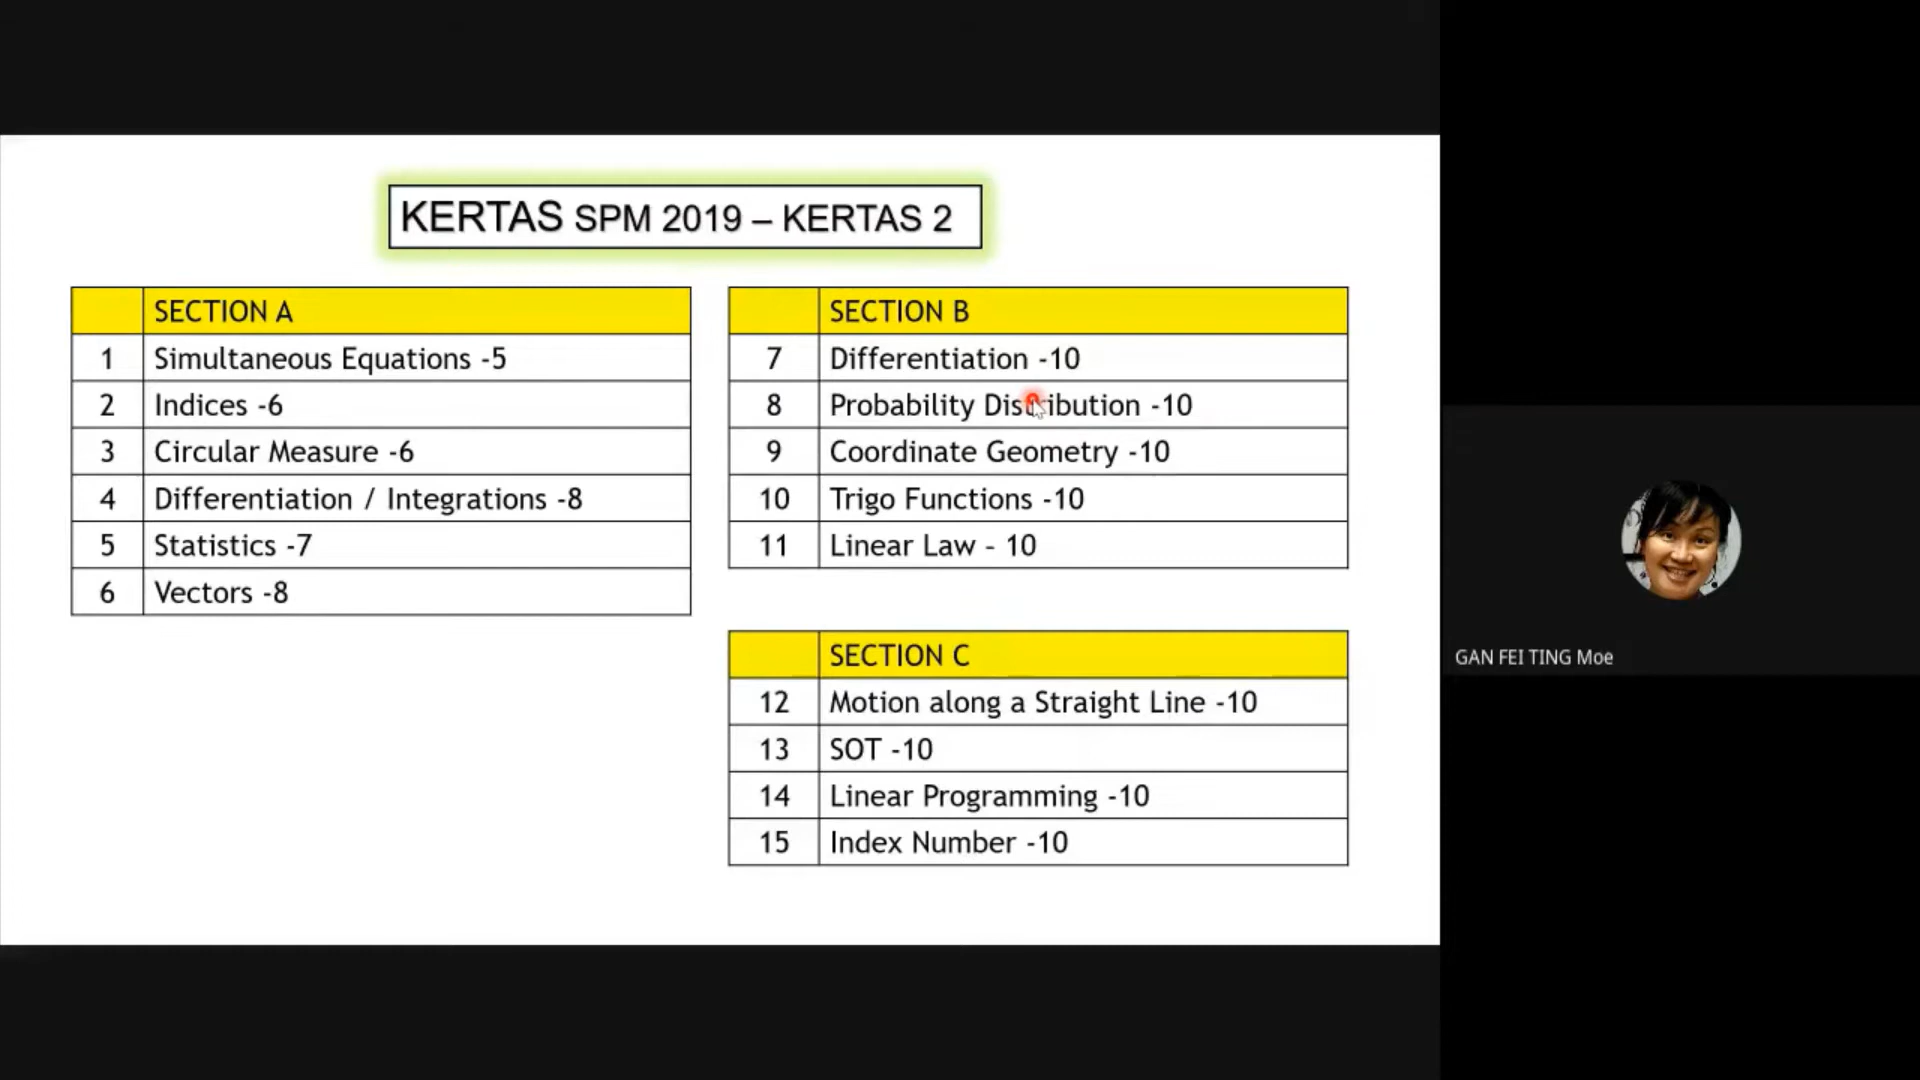 KERTAS SPM 2019 – KERTAS 2
SECTION A
1 Simultaneous Equations -5
2 Indices -6
3 Circular Measure -6
4 Differentiation / Integrations -8
5 Statistics -7
6 Vectors -8
SECTION B
7 Differentiation -10
8 Probability Distribution -10
9 Coordinate Geometry -10
10 Trigo Functions -10
11 Linear Law - 10
SECTION C
12 Motion along a Straight Line -10
13 SOT -10
14 Linear Programming -10
15 Index Number -10
GAN FEI TING Moe